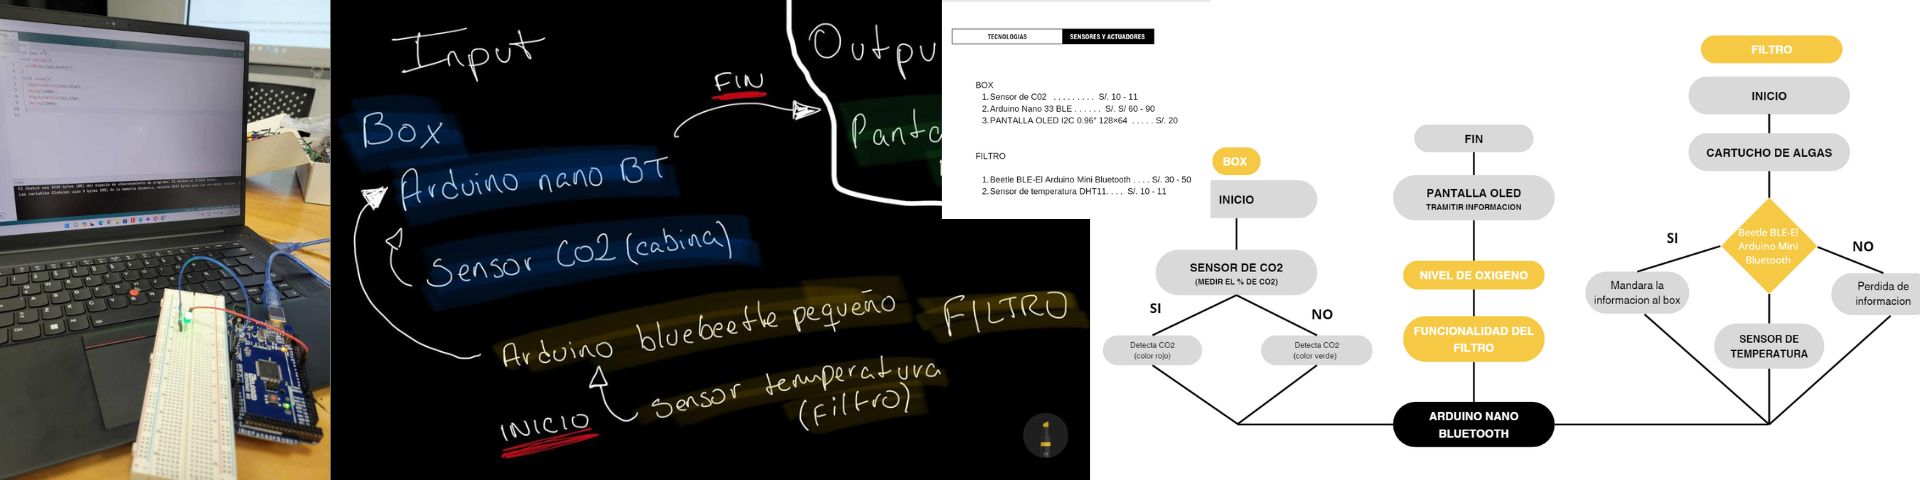 Input
Outpu
FIN
Box
Panta
Arduino nano BT
Sensor CO2 (cabina)
Arduino bluebeetle pequeño
FILTRO
Sensor temperatura
(Filtro)
INICIO
TECNOLOGIAS
SENSORES Y ACTUADORES
BOX
1. Sensor de C02 . . . . . . . . . S/. 10 - 11
2. Arduino Nano 33 BLE . . . . . . S/. S/ 60 - 90
3. PANTALLA OLED I2C 0.96" 128×64 . . . . . S/. 20
FILTRO
1. Beetle BLE-El Arduino Mini Bluetooth . . . . S/. 30 - 50
2. Sensor de temperatura DHT11. . . . S/. 10 - 11
BOX
INICIO
SENSOR DE CO2
(MEDIR EL % DE CO2)
SI
NO
Detecta CO2
(color rojo)
Detecta CO2
(color verde)
FIN
PANTALLA OLED
TRAMITIR INFORMACION
NIVEL DE OXIGENO
FUNCIONALIDAD DEL
FILTRO
ARDUINO NANO
BLUETOOTH
FILTRO
INICIO
CARTUCHO DE ALGAS
Beetle BLE-El
Arduino Mini
Bluetooth
SI
NO
Mandara la
informacion al box
Perdida de
informacion
SENSOR DE
TEMPERATURA